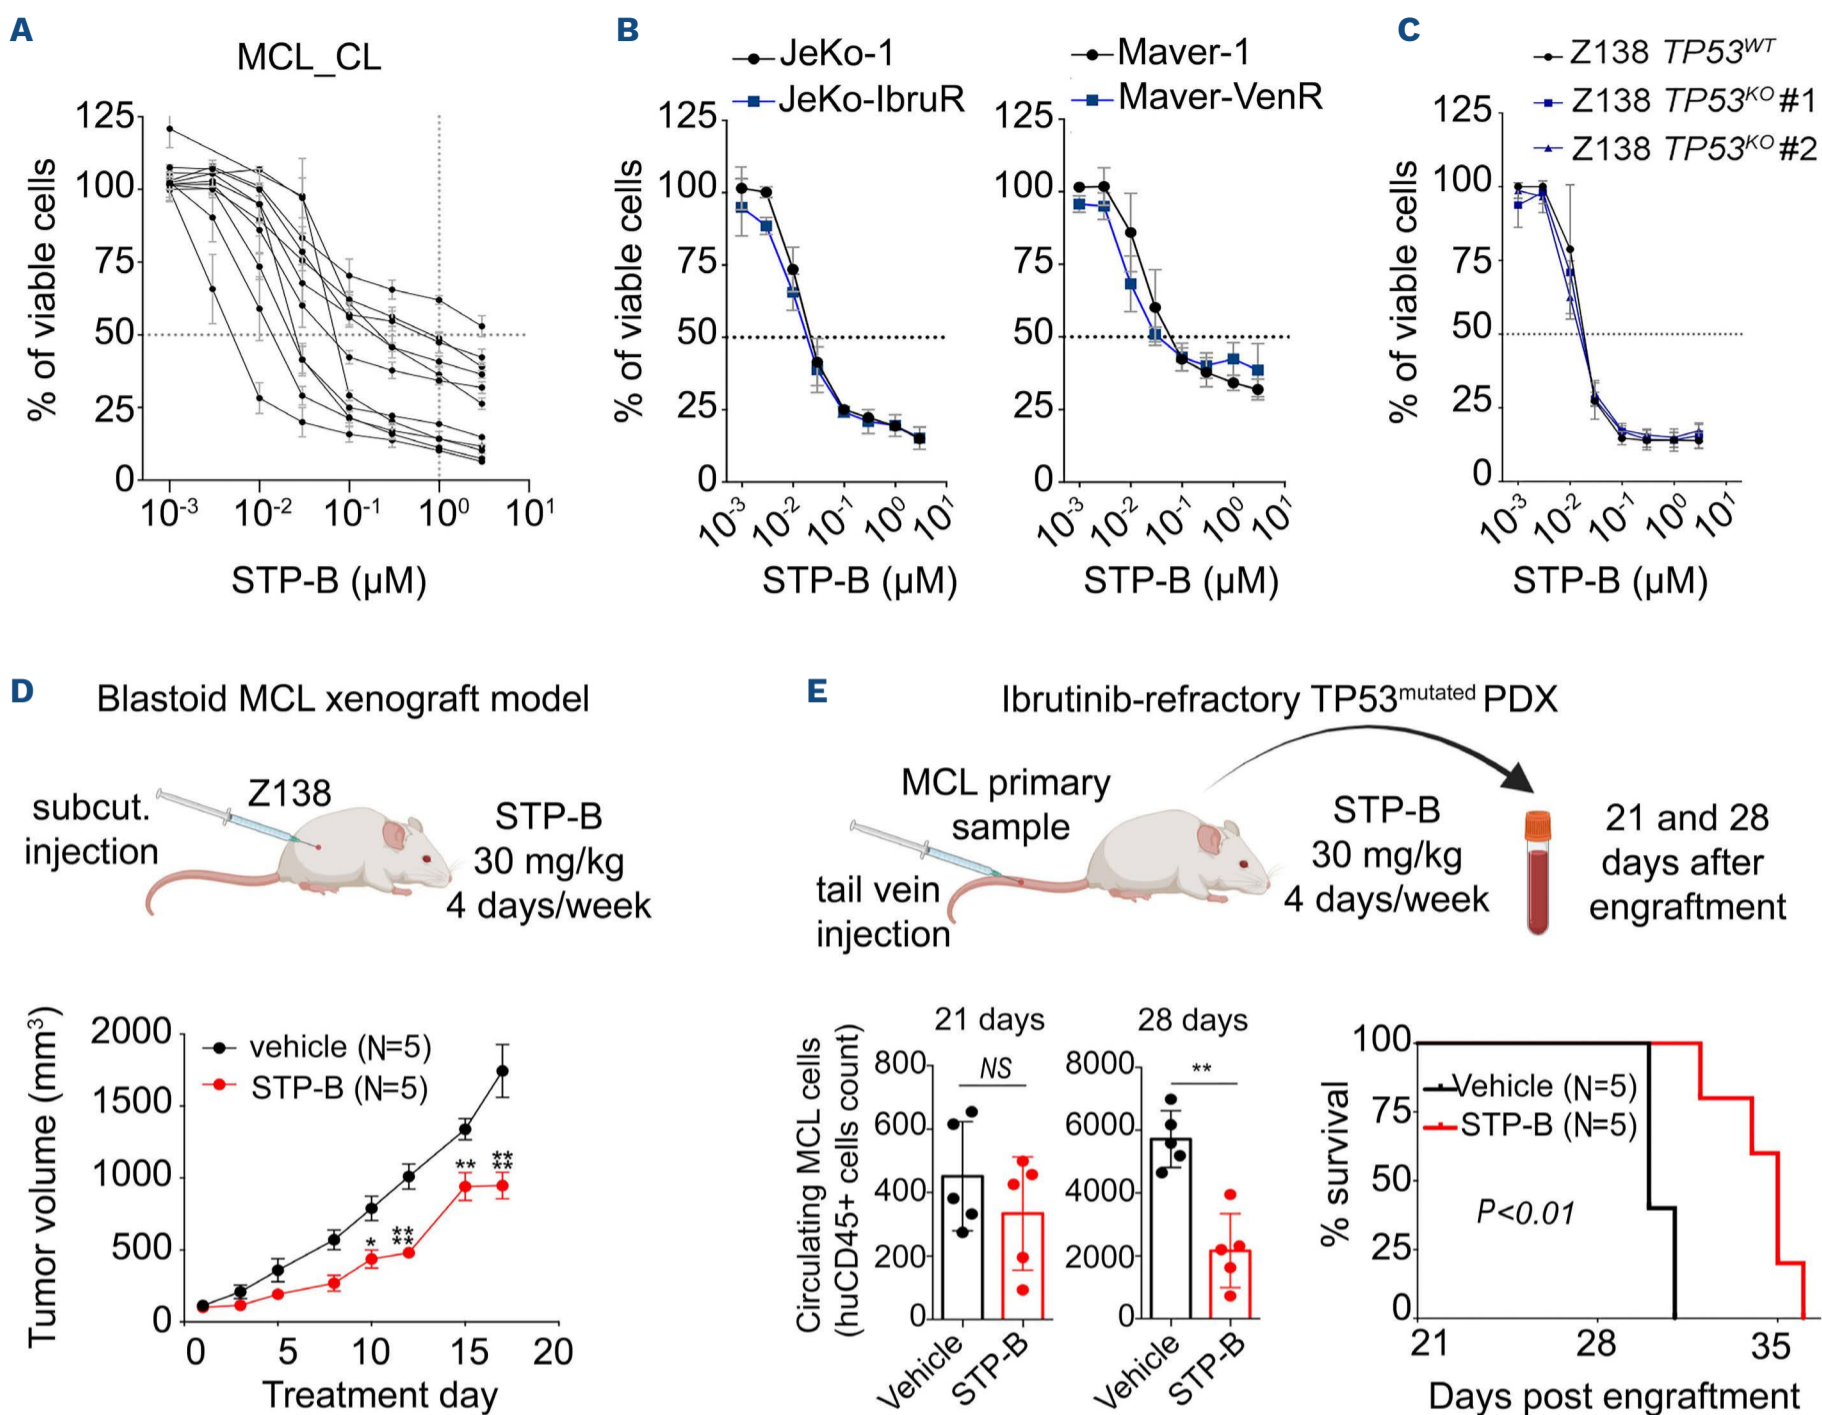 A
MCL_CL
% of viable cells
125
100
75
50
25
0
10⁻³ 10⁻² 10⁻¹ 10⁰ 10¹
STP-B (µM)
B
JeKo-1
JeKo-IbruR
% of viable cells
125
100
75
50
25
0
10⁻³ 10⁻² 10⁻¹ 10⁰ 10¹
STP-B (µM)
Maver-1
Maver-VenR
125
100
75
50
25
0
10⁻³ 10⁻² 10⁻¹ 10⁰ 10¹
STP-B (µM)
C
Z138 TP53ᵂᵀ
Z138 TP53ᴷᴼ #1
Z138 TP53ᴷᴼ #2
% of viable cells
125
100
75
50
25
0
10⁻³ 10⁻² 10⁻¹ 10⁰ 10¹
STP-B (µM)
D
Blastoid MCL xenograft model
subcut.
injection
Z138
STP-B
30 mg/kg
4 days/week
Tumor volume (mm³)
2000
1500
1000
500
0
vehicle (N=5)
STP-B (N=5)
*
**
**
**
**
**
0 5 10 15 20
Treatment day
E
Ibrutinib-refractory TP53ᵐᵘᵗᵃᵗᵉᵈ PDX
MCL primary
sample
tail vein
injection
STP-B
30 mg/kg
4 days/week
21 and 28
days after
engraftment
Circulating MCL cells
(huCD45+ cells count)
21 days
NS
800
600
400
200
0
Vehicle STP-B
28 days
**
8000
6000
4000
2000
0
Vehicle STP-B
% survival
100
75
50
25
0
Vehicle (N=5)
STP-B (N=5)
P<0.01
21 28 35
Days post engraftment